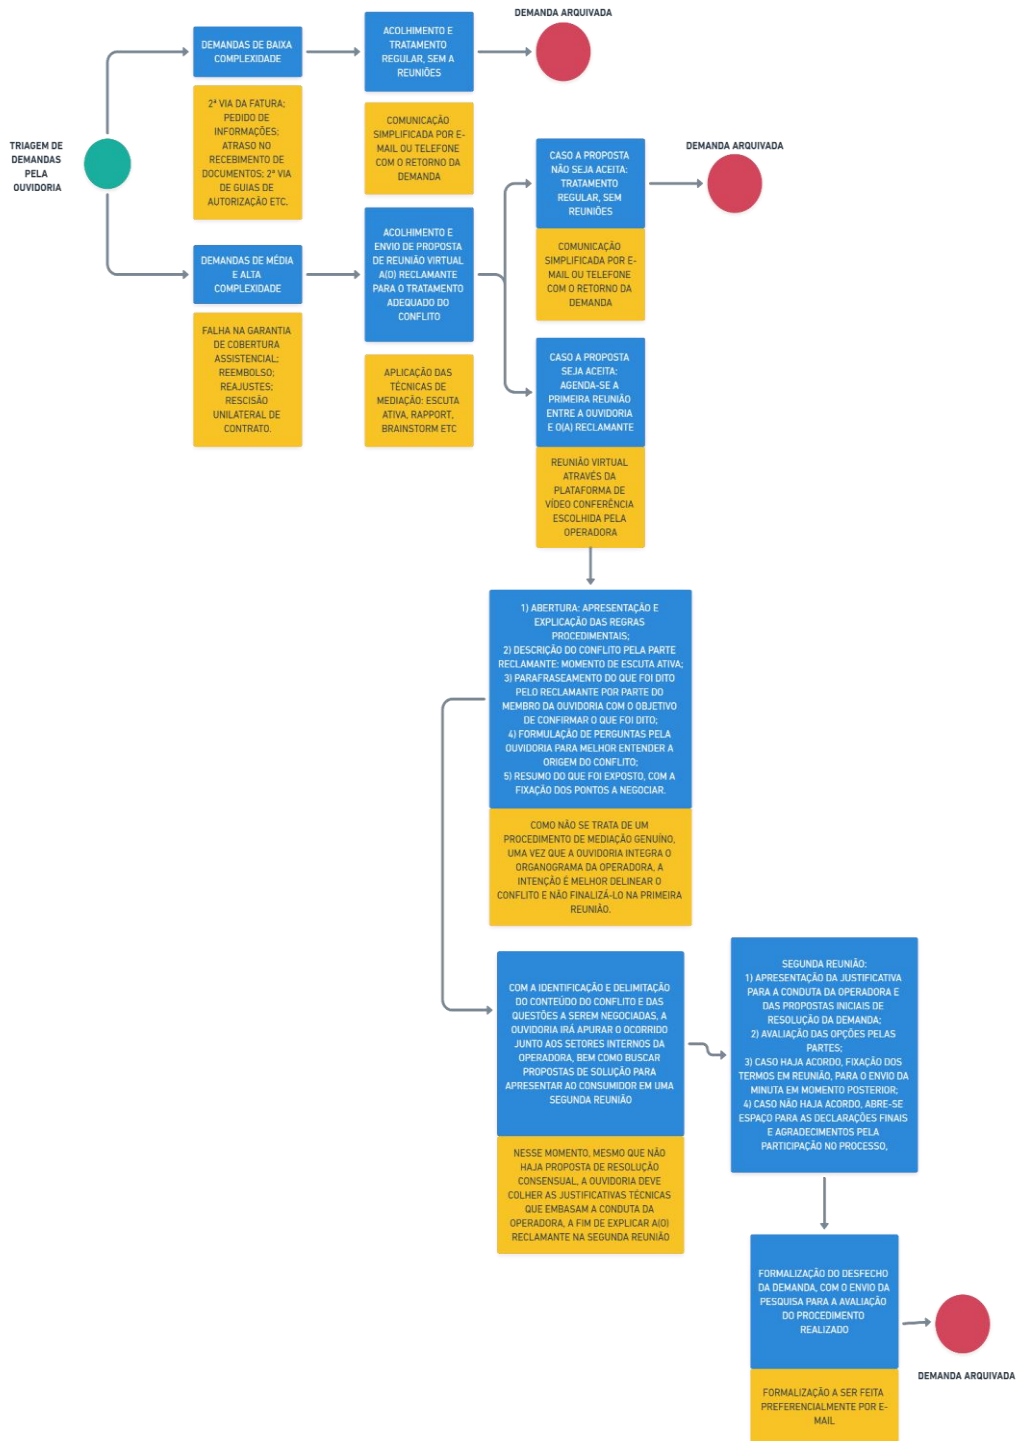 TRIAGEM DE
DEMANDAS
PELA
OUVIDORIA
DEMANDAS DE BAIXA
COMPLEXIDADE
2ª VIA DA FATURA;
PEDIDO DE
INFORMAÇÕES;
ATRASO NO
RECEBIMENTO DE
DOCUMENTOS; 2ª VIA
DE GUIAS DE
AUTORIZAÇÃO ETC.
ACOLHIMENTO E
TRATAMENTO
REGULAR, SEM A
REUNIÕES
COMUNICAÇÃO
SIMPLIFICADA POR E-
MAIL OU TELEFONE
COM O RETORNO DA
DEMANDA
DEMANDA ARQUIVADA
DEMANDAS DE MÉDIA
E ALTA
COMPLEXIDADE
FALHA NA GARANTIA
DE COBERTURA
ASSISTENCIAL;
REEMBOLSO;
REAJUSTES;
RESCISÃO
UNILATERAL DE
CONTRATO.
ACOLHIMENTO E
ENVIO DE PROPOSTA
DE REUNIÃO VIRTUAL
A(O) RECLAMANTE
PARA O TRATAMENTO
ADEQUADO DO
CONFLITO
APLICAÇÃO DAS
TÉCNICAS DE
MEDIAÇÃO: ESCUTA
ATIVA, RAPPORT,
BRAINSTORM ETC
CASO A PROPOSTA
NÃO SEJA ACEITA:
TRATAMENTO
REGULAR, SEM
REUNIÕES
COMUNICAÇÃO
SIMPLIFICADA POR E-
MAIL OU TELEFONE
COM O RETORNO DA
DEMANDA
DEMANDA ARQUIVADA
CASO A PROPOSTA
SEJA ACEITA:
AGENDA-SE A
PRIMEIRA REUNIÃO
ENTRE A OUVIDORIA
E O(A) RECLAMANTE
REUNIÃO VIRTUAL
ATRAVÉS DA
PLATAFORMA DE
VÍDEO CONFERÊNCIA
ESCOLHIDA PELA
OPERADORA
1) ABERTURA: APRESENTAÇÃO E
EXPLICAÇÃO DAS REGRAS
PROCEDIMENTAIS;
2) DESCRIÇÃO DO CONFLITO PELA PARTE
RECLAMANTE: MOMENTO DE ESCUTA ATIVA;
3) PARAFRASEAMENTO DO QUE FOI DITO
PELO RECLAMANTE POR PARTE DO
MEMBRO DA OUVIDORIA COM O OBJETIVO
DE CONFIRMAR O QUE FOI DITO;
4) FORMULAÇÃO DE PERGUNTAS PELA
OUVIDORIA PARA MELHOR ENTENDER A
ORIGEM DO CONFLITO;
5) RESUMO DO QUE FOI EXPOSTO, COM A
FIXAÇÃO DOS PONTOS A NEGOCIAR.
COMO NÃO SE TRATA DE UM
PROCEDIMENTO DE MEDIAÇÃO GENUÍNO,
UMA VEZ QUE A OUVIDORIA INTEGRA O
ORGANOGRAMA DA OPERADORA, A
INTENÇÃO É MELHOR DELINEAR O
CONFLITO E NÃO FINALIZÁ-LO NA PRIMEIRA
REUNIÃO.
COM A IDENTIFICAÇÃO E DELIMITAÇÃO
DO CONTEÚDO DO CONFLITO E DAS
QUESTÕES A SEREM NEGOCIADAS, A
OUVIDORIA IRÁ APURAR O OCORRIDO
JUNTO AOS SETORES INTERNOS DA
OPERADORA, BEM COMO BUSCAR
PROPOSTAS DE SOLUÇÃO PARA
APRESENTAR AO CONSUMIDOR EM UMA
SEGUNDA REUNIÃO
NESSE MOMENTO, MESMO QUE NÃO
HAJA PROPOSTA DE RESOLUÇÃO
CONSENSUAL, A OUVIDORIA DEVE
COLHER AS JUSTIFICATIVAS TÉCNICAS
QUE EMBASAM A CONDUTA DA
OPERADORA, A FIM DE EXPLICAR A(O)
RECLAMANTE NA SEGUNDA REUNIÃO
SEGUNDA REUNIÃO:
1) APRESENTAÇÃO DA JUSTIFICATIVA
PARA A CONDUTA DA OPERADORA E
DAS PROPOSTAS INICIAIS DE
RESOLUÇÃO DA DEMANDA;
2) AVALIAÇÃO DAS OPÇÕES PELAS
PARTES;
3) CASO HAJA ACORDO, FIXAÇÃO DOS
TERMOS EM REUNIÃO, PARA O ENVIO DA
MINUTA EM MOMENTO POSTERIOR;
4) CASO NÃO HAJA ACORDO, ABRE-SE
ESPAÇO PARA AS DECLARAÇÕES FINAIS
E AGRADECIMENTOS PELA
PARTICIPAÇÃO NO PROCESSO,
FORMALIZAÇÃO DO DESFECHO
DA DEMANDA, COM O ENVIO DA
PESQUISA PARA A AVALIAÇÃO
DO PROCEDIMENTO
REALIZADO
FORMALIZAÇÃO A SER FEITA
PREFERENCIALMENTE POR E-
MAIL
DEMANDA ARQUIVADA